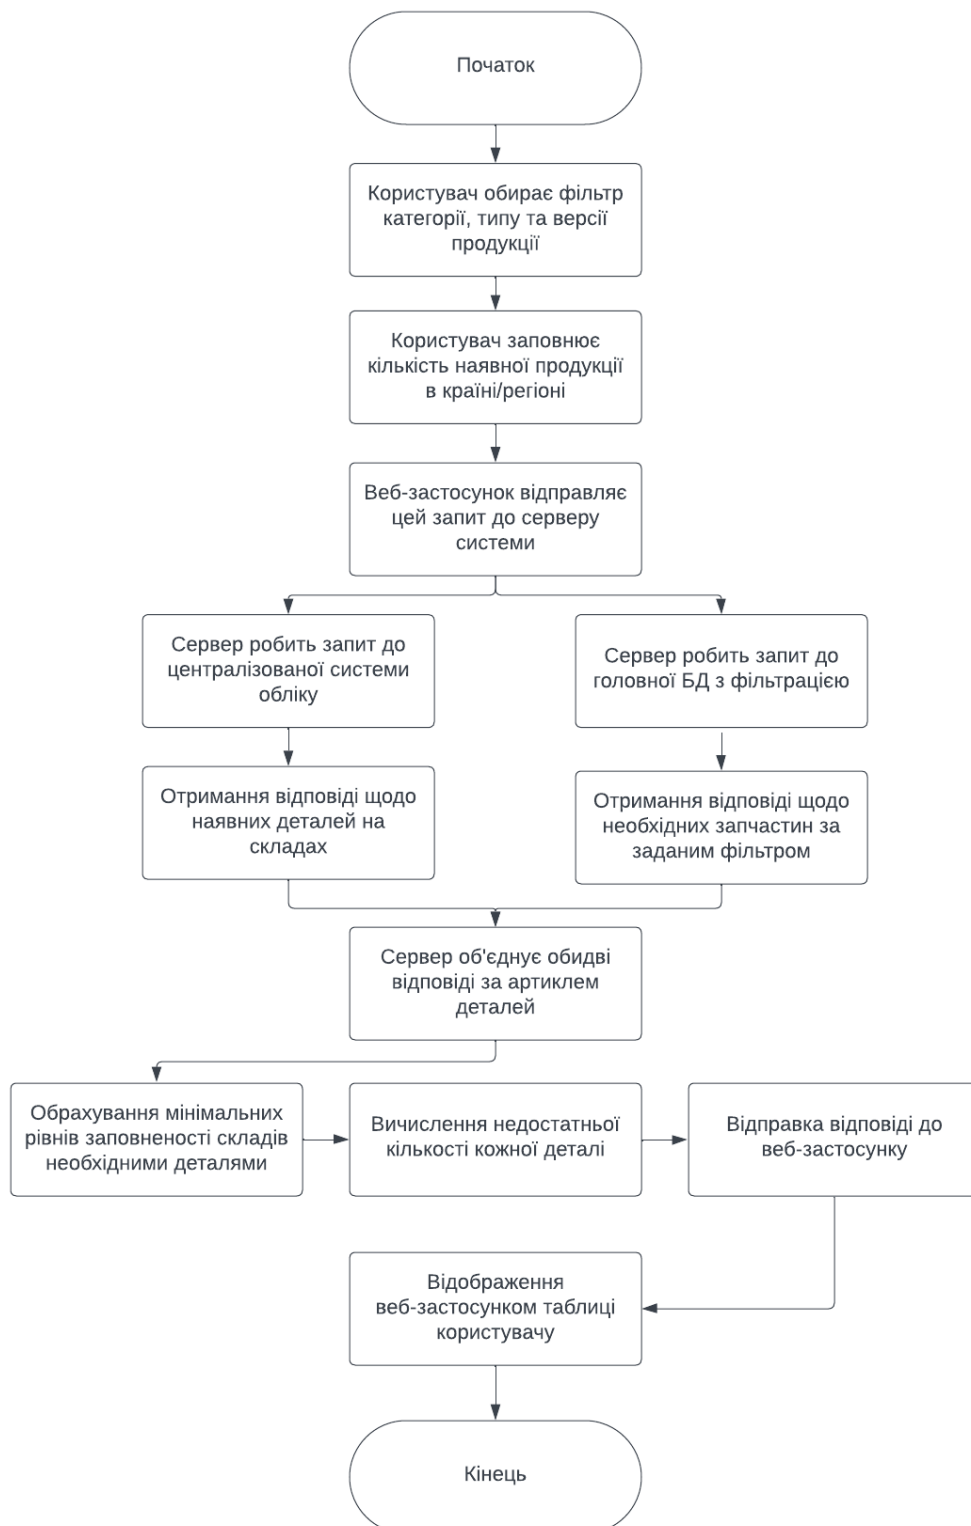 Початок
Користувач обирає фільтр
категорії, типу та версії
продукції
Користувач заповнює
кількість наявної продукції
в країні/регіоні
Веб-застосунок відправляє
цей запит до серверу
системи
Сервер робить запит до
централізованої системи
обліку
Сервер робить запит до
головної БД з фільтрацією
Отримання відповіді щодо
наявних деталей на
складах
Отримання відповіді щодо
необхідних запчастин за
заданим фільтром
Сервер об'єднує обидві
відповіді за артиклем
деталей
Обрахування мінімальних
рівнів заповненості складів
необхідними деталями
Вичислення недостатньої
кількості кожної деталі
Відправка відповіді до
веб-застосунку
Відображення
веб-застосунком таблиці
користувачу
Кінець